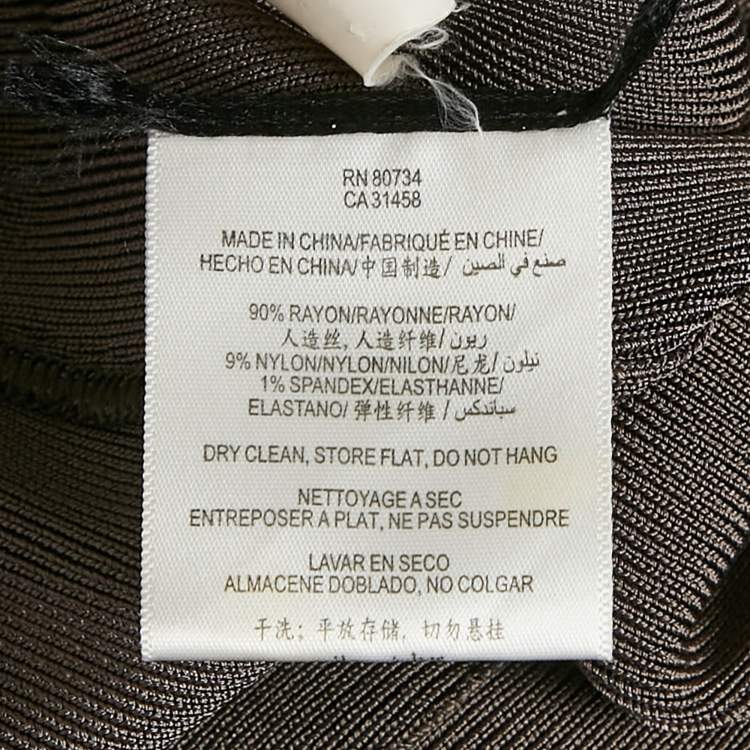 RN 80734
CA 31458
MADE IN CHINA/FABRIQUÉ EN CHINE/
HECHO EN CHINA/中国制造/ صنع في الصين
90% RAYON/RAYONNE/RAYON/
人造丝, 人造纤维/ ريون/
9% NYLON/NYLON/NILON/尼龙/نيلون/
1% SPANDEX/ELASTHANNE/
ELASTANO/ 弹性纤维 / سباندكس
DRY CLEAN, STORE FLAT, DO NOT HANG
NETTOYAGE A SEC
ENTREPOSER A PLAT, NE PAS SUSPENDRE
LAVAR EN SECO
ALMACENE DOBLADO, NO COLGAR
干洗; 平放存储, 切勿悬挂